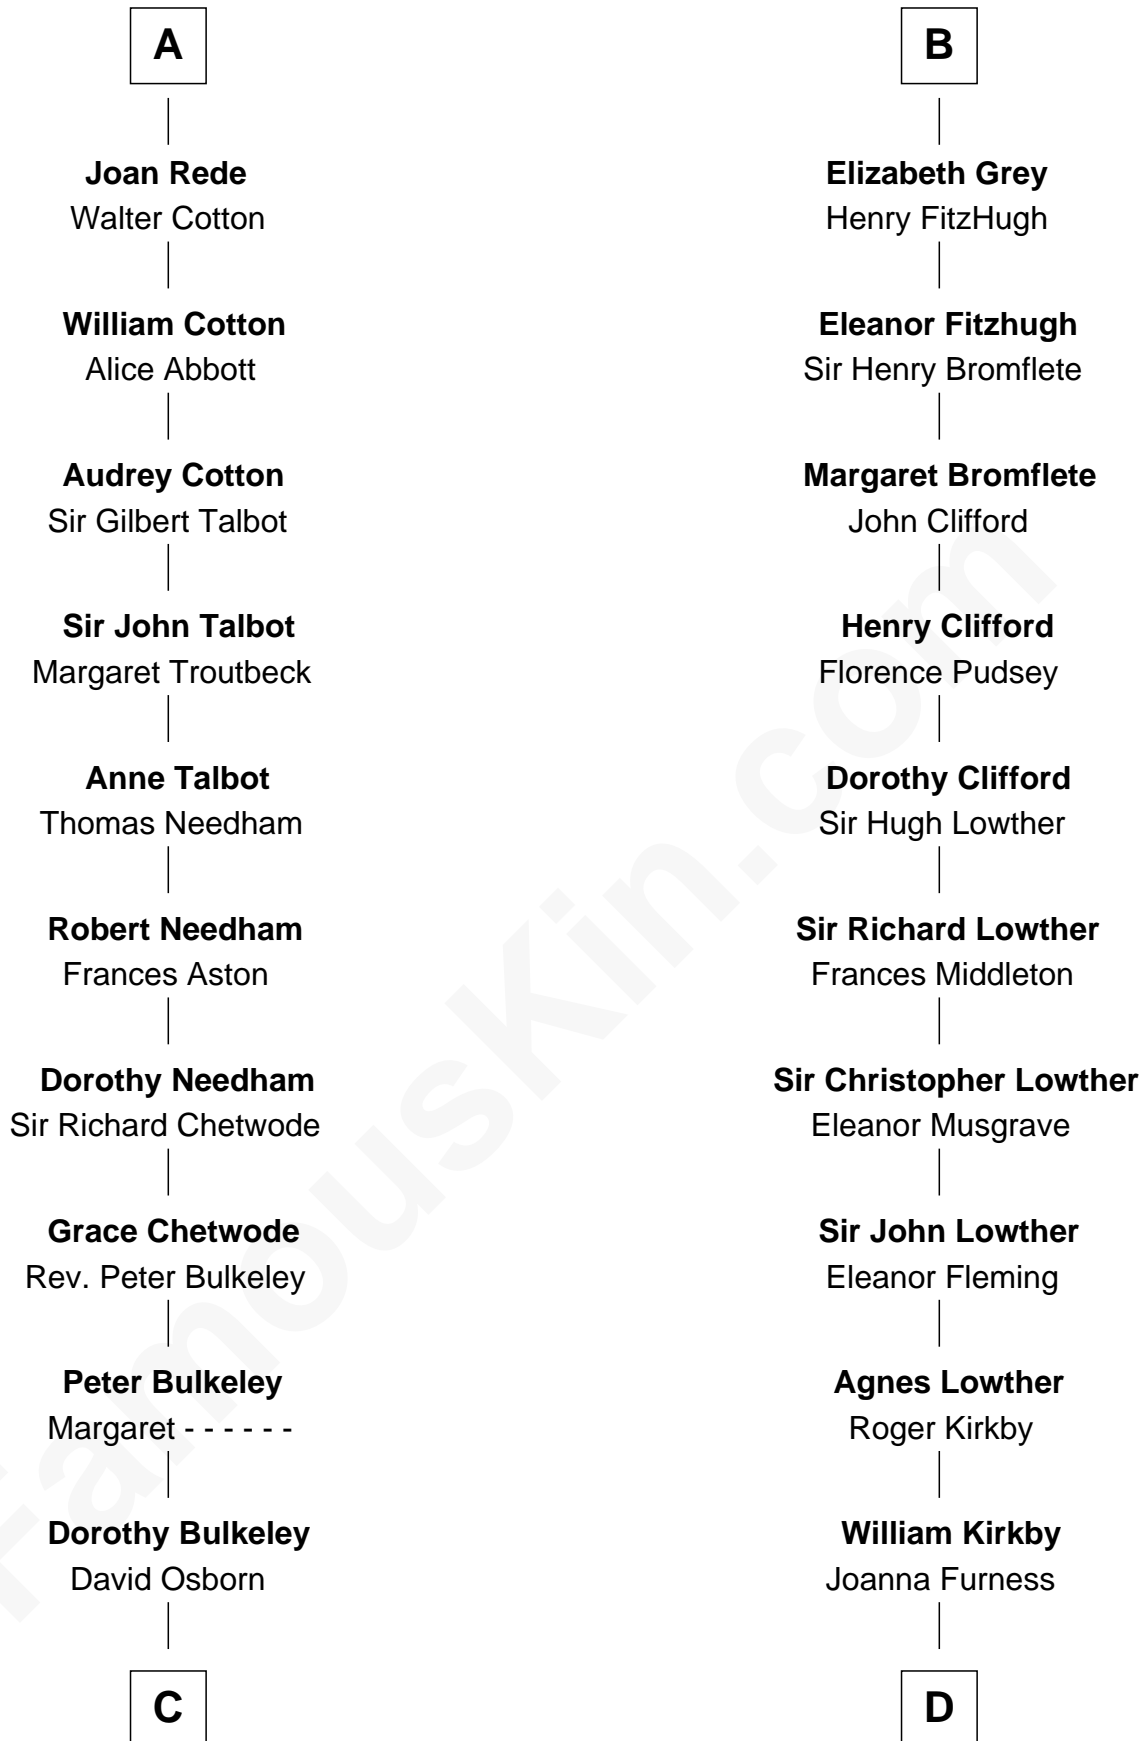 A
Joan Rede
Walter Cotton
William Cotton
Alice Abbott
Audrey Cotton
Sir Gilbert Talbot
Sir John Talbot
Margaret Troutbeck
Anne Talbot
Thomas Needham
Robert Needham
Frances Aston
Dorothy Needham
Sir Richard Chetwode
Grace Chetwode
Rev. Peter Bulkeley
Peter Bulkeley
Margaret - - - - - -
Dorothy Bulkeley
David Osborn
C
B
Elizabeth Grey
Henry FitzHugh
Eleanor Fitzhugh
Sir Henry Bromflete
Margaret Bromflete
John Clifford
Henry Clifford
Florence Pudsey
Dorothy Clifford
Sir Hugh Lowther
Sir Richard Lowther
Frances Middleton
Sir Christopher Lowther
Eleanor Musgrave
Sir John Lowther
Eleanor Fleming
Agnes Lowther
Roger Kirkby
William Kirkby
Joanna Furness
D
FamousKin.com